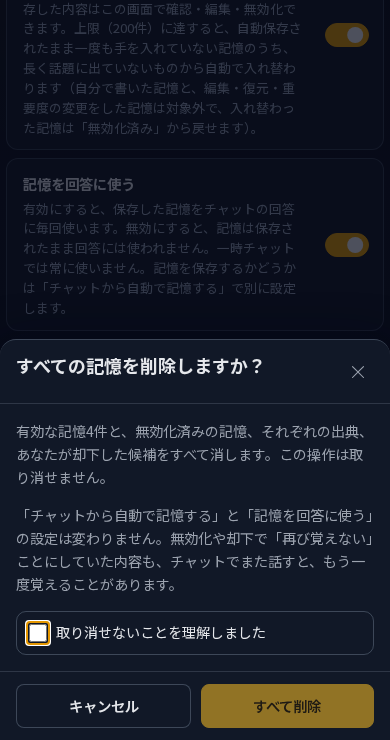 存した内容はこの画面で確認・編集・無効化で
きます。上限（200件）に達すると、自動保存さ
れたまま一度も手を入れていない記憶のうち、
長く話題に出ていないものから自動で入れ替わ
ります（自分で書いた記憶と、編集・復元・重
要度の変更をした記憶は対象外で、入れ替わっ
た記憶は「無効化済み」から戻せます）。
記憶を回答に使う
有効にすると、保存した記憶をチャットの回答
に毎回使います。無効にすると、記憶は保存さ
れたまま回答には使われません。一時チャット
では常に使いません。記憶を保存するかどうか
は「チャットから自動で記憶する」で別に設定
します。
すべての記憶を削除しますか？
有効な記憶4件と、無効化済みの記憶、それぞれの出典、
あなたが却下した候補をすべて消します。この操作は取
り消せません。
「チャットから自動で記憶する」と「記憶を回答に使う」
の設定は変わりません。無効化や却下で「再び覚えない」
ことにしていた内容も、チャットでまた話すと、もう一
度覚えることがあります。
取り消せないことを理解しました
キャンセル
すべて削除